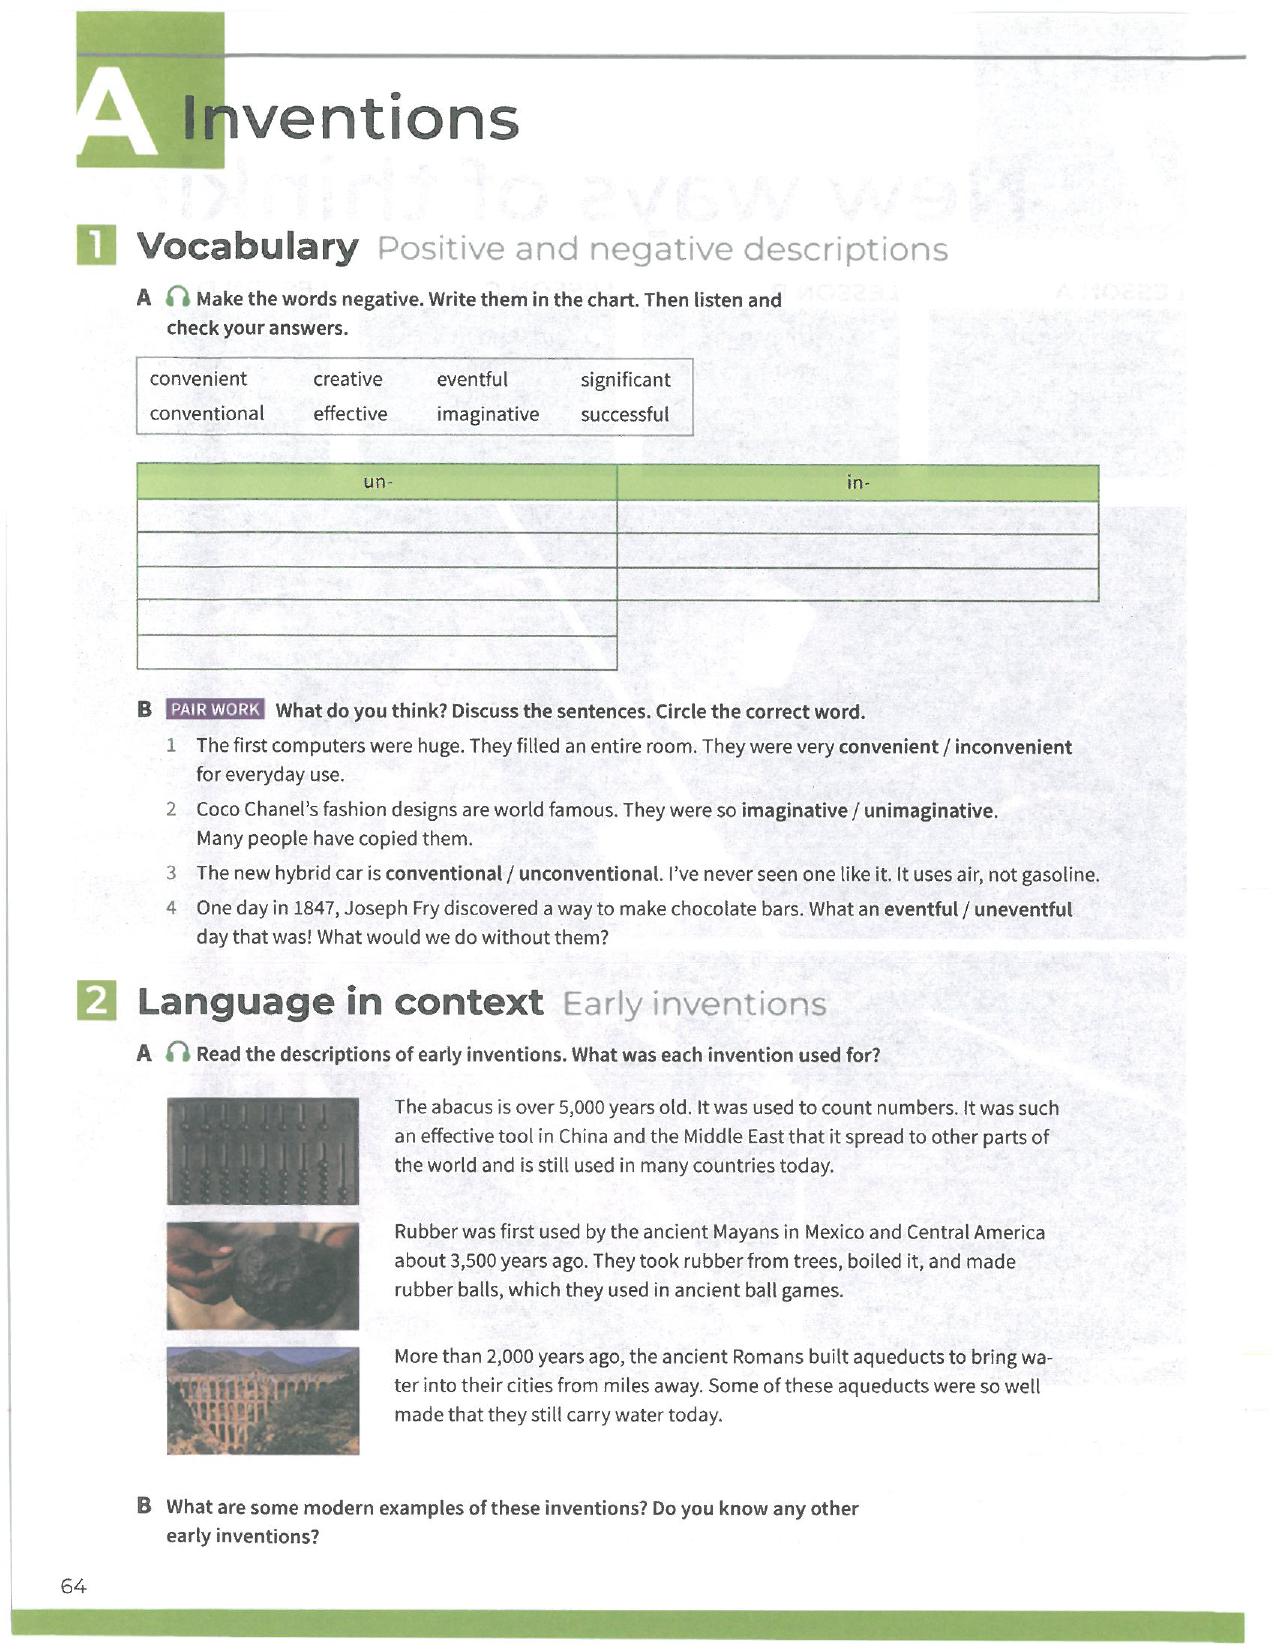 A Inventions
1 Vocabulary Positive and negative descriptions
A Make the words negative. Write them in the chart. Then listen and
check your answers.
convenient creative eventful significant
conventional effective imaginative successful
un- in-
B PAIR WORK What do you think? Discuss the sentences. Circle the correct word.
1 The first computers were huge. They filled an entire room. They were very convenient / inconvenient
for everyday use.
2 Coco Chanel's fashion designs are world famous. They were so imaginative / unimaginative.
Many people have copied them.
3 The new hybrid car is conventional / unconventional. I've never seen one like it. It uses air, not gasoline.
4 One day in 1847, Joseph Fry discovered a way to make chocolate bars. What an eventful / uneventful
day that was! What would we do without them?
2 Language in context Early inventions
A Read the descriptions of early inventions. What was each invention used for?
The abacus is over 5,000 years old. It was used to count numbers. It was such
an effective tool in China and the Middle East that it spread to other parts of
the world and is still used in many countries today.
Rubber was first used by the ancient Mayans in Mexico and Central America
about 3,500 years ago. They took rubber from trees, boiled it, and made
rubber balls, which they used in ancient ball games.
More than 2,000 years ago, the ancient Romans built aqueducts to bring wa-
ter into their cities from miles away. Some of these aqueducts were so well
made that they still carry water today.
B What are some modern examples of these inventions? Do you know any other
early inventions?
64